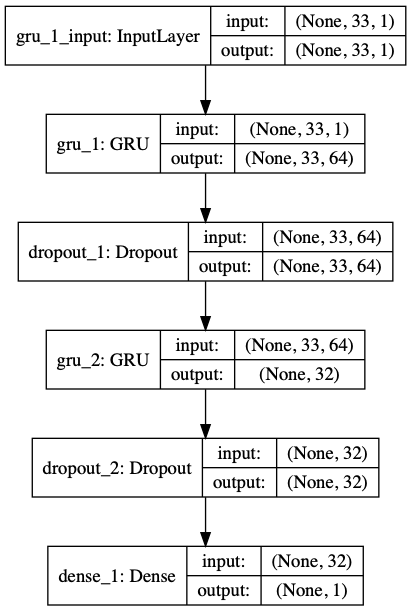 gru_1_input: InputLayer
input: (None, 33, 1)
output: (None, 33, 1)
gru_1: GRU
input: (None, 33, 1)
output: (None, 33, 64)
dropout_1: Dropout
input: (None, 33, 64)
output: (None, 33, 64)
gru_2: GRU
input: (None, 33, 64)
output: (None, 32)
dropout_2: Dropout
input: (None, 32)
output: (None, 32)
dense_1: Dense
input: (None, 32)
output: (None, 1)